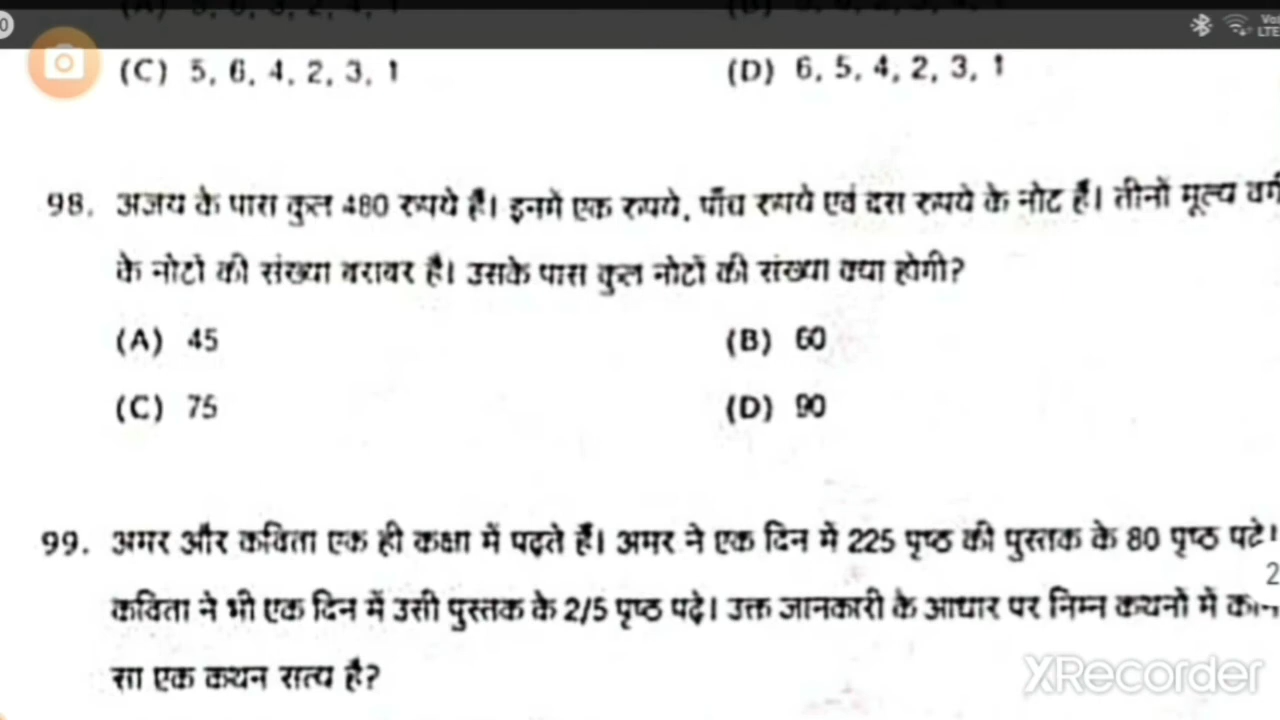 (C) 5, 6, 4, 2, 3, 1
(D) 6, 5, 4, 2, 3, 1
98. अजय के पास कुल 480 रुपये हैं। इनमें एक रुपये, पाँच रुपये एवं दस रुपये के नोट हैं। तीनों मूल्य वर्ग
के नोटों की संख्या बराबर है। उसके पास कुल नोटों की संख्या क्या होगी?
(A) 45
(B) 60
(C) 75
(D) 90
99. अमर और कविता एक ही कक्षा में पढ़ते हैं। अमर ने एक दिन में 225 पृष्ठ की पुस्तक के 80 पृष्ठ पढे।
2
कविता ने भी एक दिन में उसी पुस्तक के 2/5 पृष्ठ पढ़े। उक्त जानकारी के आधार पर निम्न कथनों में कौन
सा एक कथन सत्य है?
XRecorder